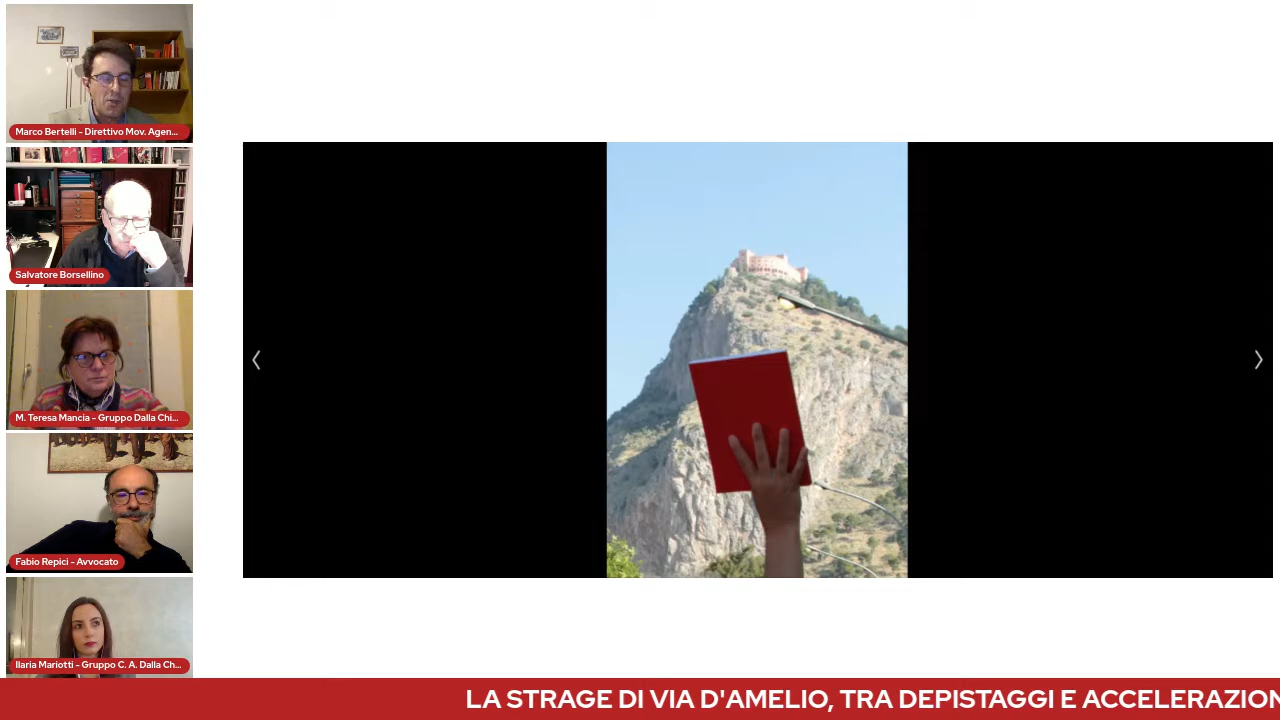 Marco Bertelli - Direttivo Mov. Agen...
Salvatore Borsellino
M. Teresa Mancia - Gruppo Dalla Chi...
Fabio Repici - Avvocato
Ilaria Mariotti - Gruppo C. A. Dalla Ch...
LA STRAGE DI VIA D'AMELIO, TRA DEPISTAGGI E ACCELERAZION